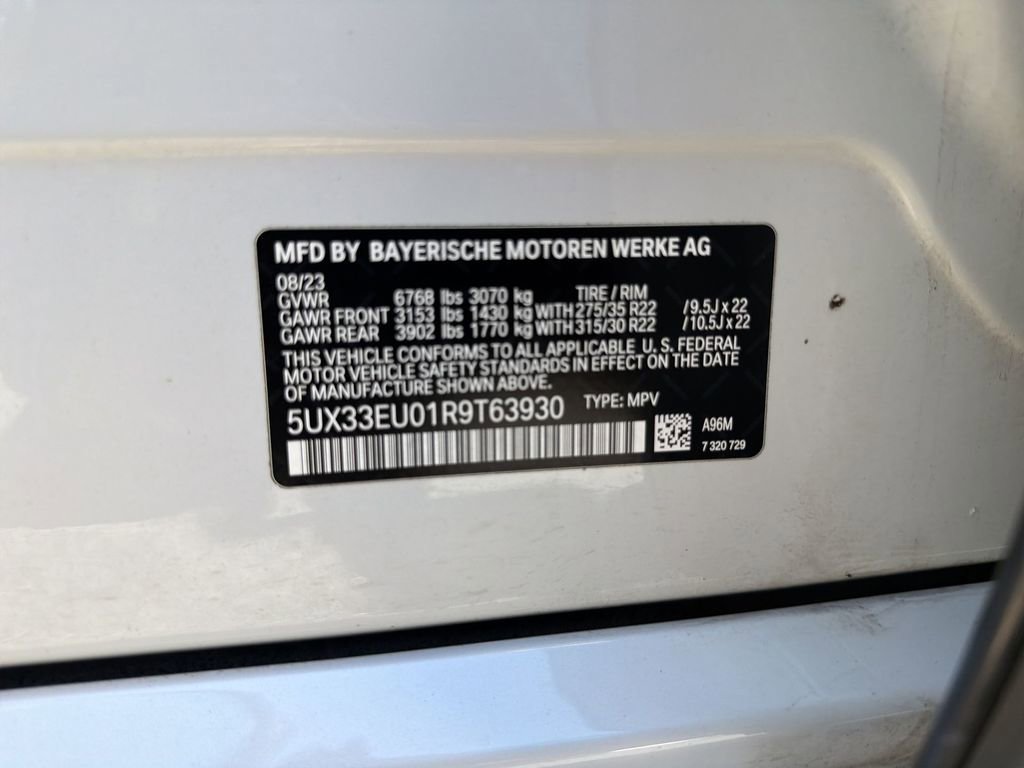 MFD BY BAYERISCHE MOTOREN WERKE AG
08/23
GVWR 6768 lbs 3070 kg TIRE / RIM
GAWR FRONT 3153 lbs 1430 kg WITH 275/35 R22 / 9.5J x 22
GAWR REAR 3902 lbs 1770 kg WITH 315/30 R22 / 10.5J x 22
THIS VEHICLE CONFORMS TO ALL APPLICABLE U. S. FEDERAL
MOTOR VEHICLE SAFETY STANDARDS IN EFFECT ON THE DATE
OF MANUFACTURE SHOWN ABOVE.
5UX33EU01R9T63930 TYPE: MPV
A96M
7 320 729